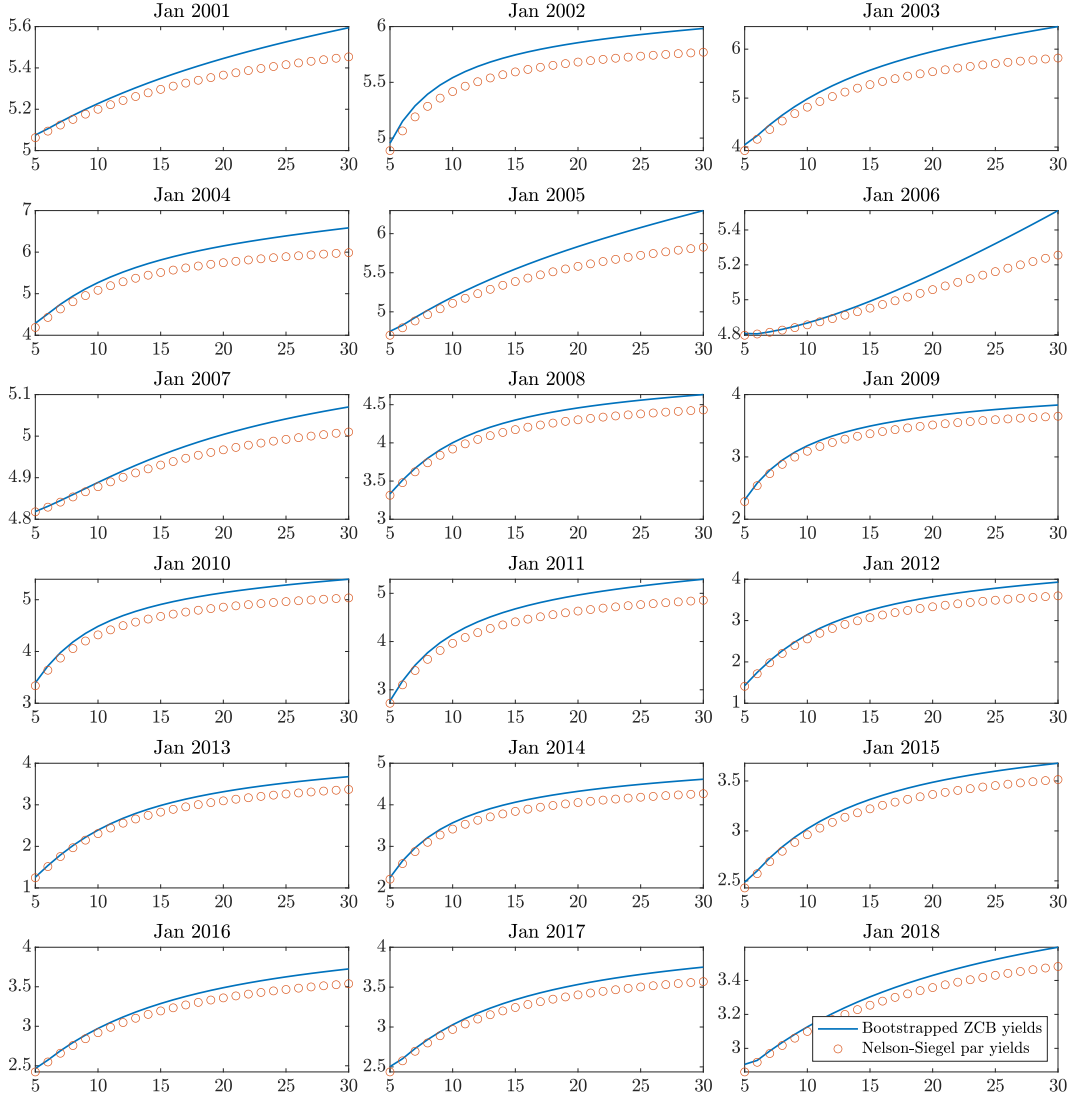 Jan 2001 Jan 2002 Jan 2003
5.6 6 6
5.4 5.5 5
5.2 5 4
5
5 10 15 20 25 30 5 10 15 20 25 30 5 10 15 20 25 30
Jan 2004 Jan 2005 Jan 2006
7 6 5.4
6 5.5 5.2
5 5 5
4 4.8
5 10 15 20 25 30 5 10 15 20 25 30 5 10 15 20 25 30
Jan 2007 Jan 2008 Jan 2009
5.1 4.5 4
5 4 3
4.9 3.5 2
4.8 3
5 10 15 20 25 30 5 10 15 20 25 30 5 10 15 20 25 30
Jan 2010 Jan 2011 Jan 2012
5 5 4
4 4 3
3 3 2
1
5 10 15 20 25 30 5 10 15 20 25 30 5 10 15 20 25 30
Jan 2013 Jan 2014 Jan 2015
4 5 3.5
3 4 3
2 3 2.5
1 2
5 10 15 20 25 30 5 10 15 20 25 30 5 10 15 20 25 30
Jan 2016 Jan 2017 Jan 2018
4 4 3.4
3.5 3.5 3.2
3 3 3
2.5 2.5
Bootstrapped ZCB yields
Nelson-Siegel par yields
5 10 15 20 25 30 5 10 15 20 25 30 5 10 15 20 25 30